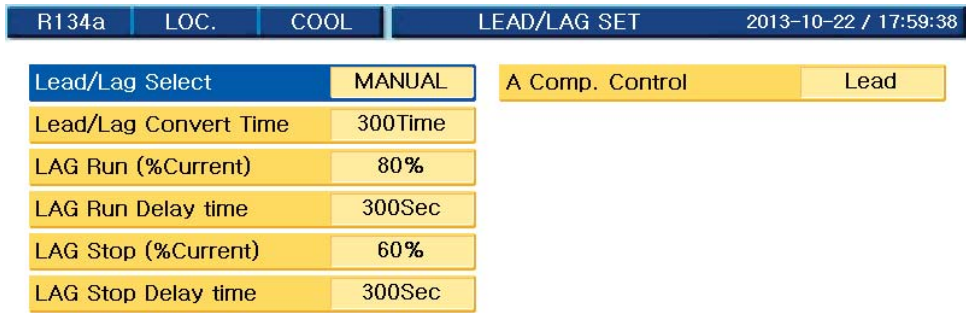 R134a LOC. COOL LEAD/LAG SET 2013-10-22 / 17:59:38
Lead/Lag Select MANUAL A Comp. Control Lead
Lead/Lag Convert Time 300Time
LAG Run (%Current) 80%
LAG Run Delay time 300Sec
LAG Stop (%Current) 60%
LAG Stop Delay time 300Sec